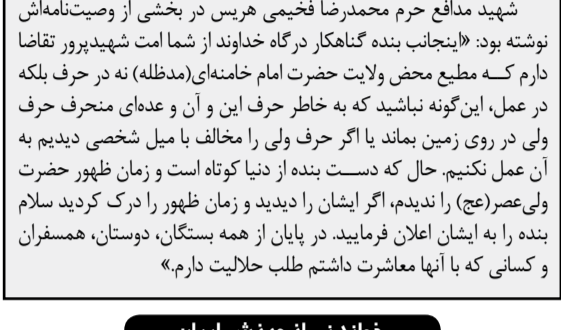 شهید مدافع حرم محمدرضا فخیمی هریس در بخشی از وصیت‌نامه‌اش
نوشته بود: «اینجانب بنده گناهکار درگاه خداوند از شما امت شهیدپرور تقاضا
دارم کـــه مطیع محض ولایت حضرت امام خامنه‌ای(مدظله) نه در حرف بلکه
در عمل، این‌گونه نباشید که به خاطر حرف این و آن و عده‌ای منحرف حرف
ولی در روی زمین بماند یا اگر حرف ولی را مخالف با میل شخصی دیدیم به
آن عمل نکنیم. حال که دســـت بنده از دنیا کوتاه است و زمان ظهور حضرت
ولی‌عصر(عج) را ندیدم، اگر ایشان را دیدید و زمان ظهور را درک کردید سلام
بنده را به ایشان اعلان فرمایید. در پایان از همه بستگان، دوستان، همسفران
و کسانی که با آنها معاشرت داشتم طلب حلالیت دارم.»